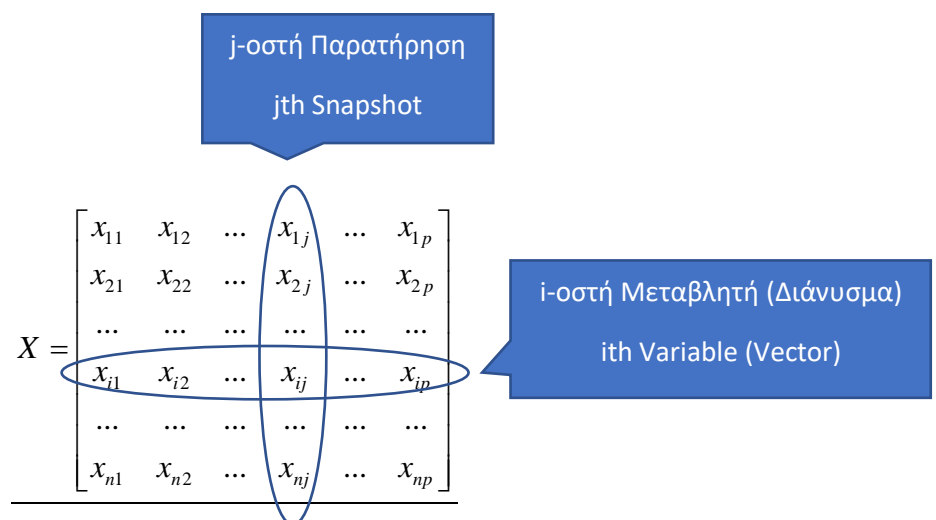 j-οστή Παρατήρηση
jth Snapshot
x₁₁ x₁₂ ... x₁ⱼ ... x₁ₚ
x₂₁ x₂₂ ... x₂ⱼ ... x₂ₚ
... ... ... ... ... ...
X =
xᵢ₁ xᵢ₂ ... xᵢⱼ ... xᵢₚ
... ... ... ... ... ...
xₙ₁ xₙ₂ ... xₙⱼ ... xₙₚ
i-οστή Μεταβλητή (Διάνυσμα)
ith Variable (Vector)